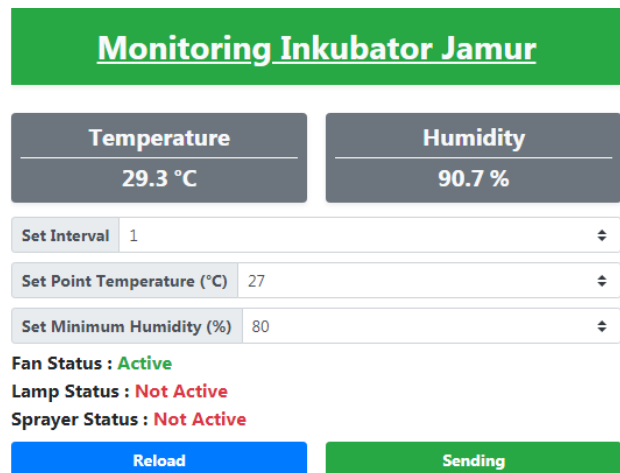 Monitoring Inkubator Jamur
Temperature
29.3 °C
Humidity
90.7 %
Set Interval 1
Set Point Temperature (°C) 27
Set Minimum Humidity (%) 80
Fan Status : Active
Lamp Status : Not Active
Sprayer Status : Not Active
Reload
Sending